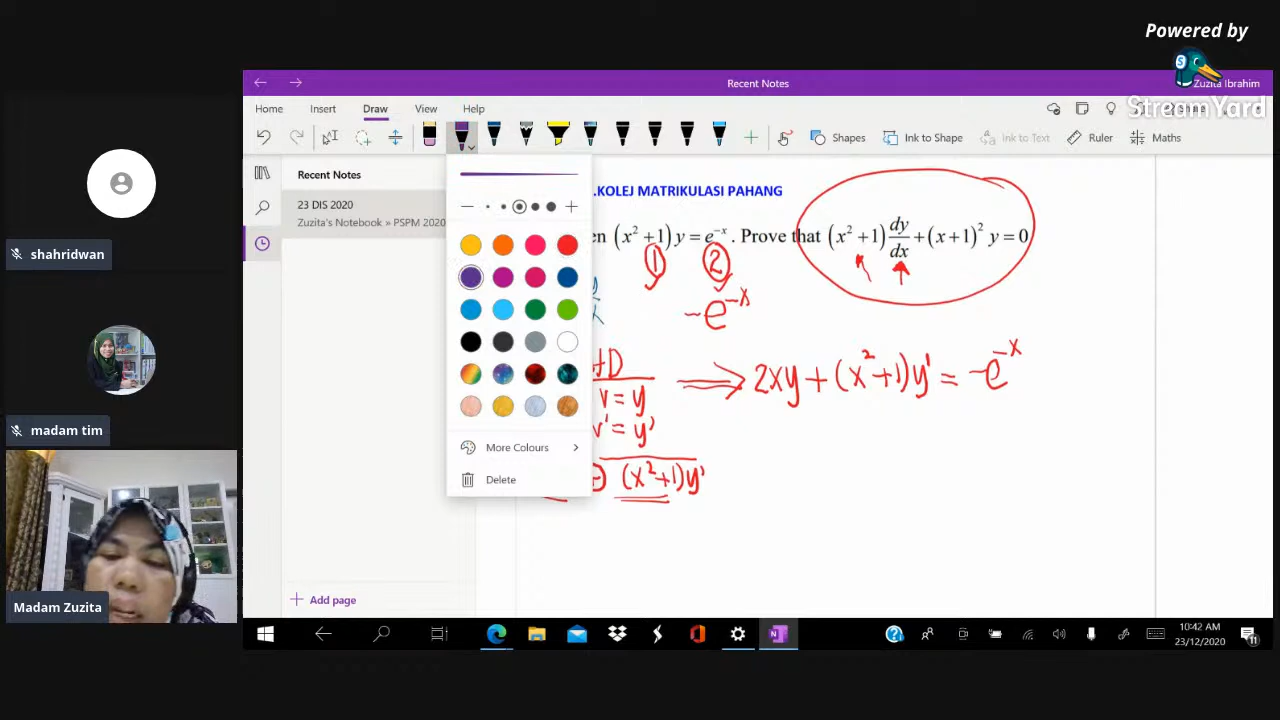 Powered by
StreamYard
Recent Notes
Zuzita Ibrahim
Home Insert Draw View Help
Shapes Ink to Shape Ink to Text Ruler Maths
Recent Notes
23 DIS 2020
Zuzita's Notebook » PSPM 2020
.KOLEJ MATRIKULASI PAHANG
en (x² + 1) y = e⁻ˣ . Prove that (x² + 1) dy/dx + (x + 1)² y = 0
① ②
-e⁻ˣ
+D
v = y
v' = y'
(x²+1)y'
⟹ 2xy + (x²+1)y' = -e⁻ˣ
More Colours
Delete
Add page
shahridwan
madam tim
Madam Zuzita
10:42 AM
23/12/2020
11